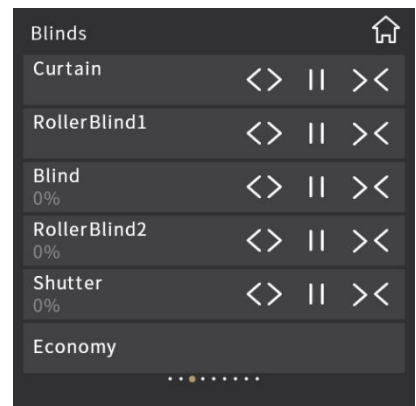 Blinds
Curtain
RollerBlind1
Blind
0%
RollerBlind2
0%
Shutter
0%
Economy